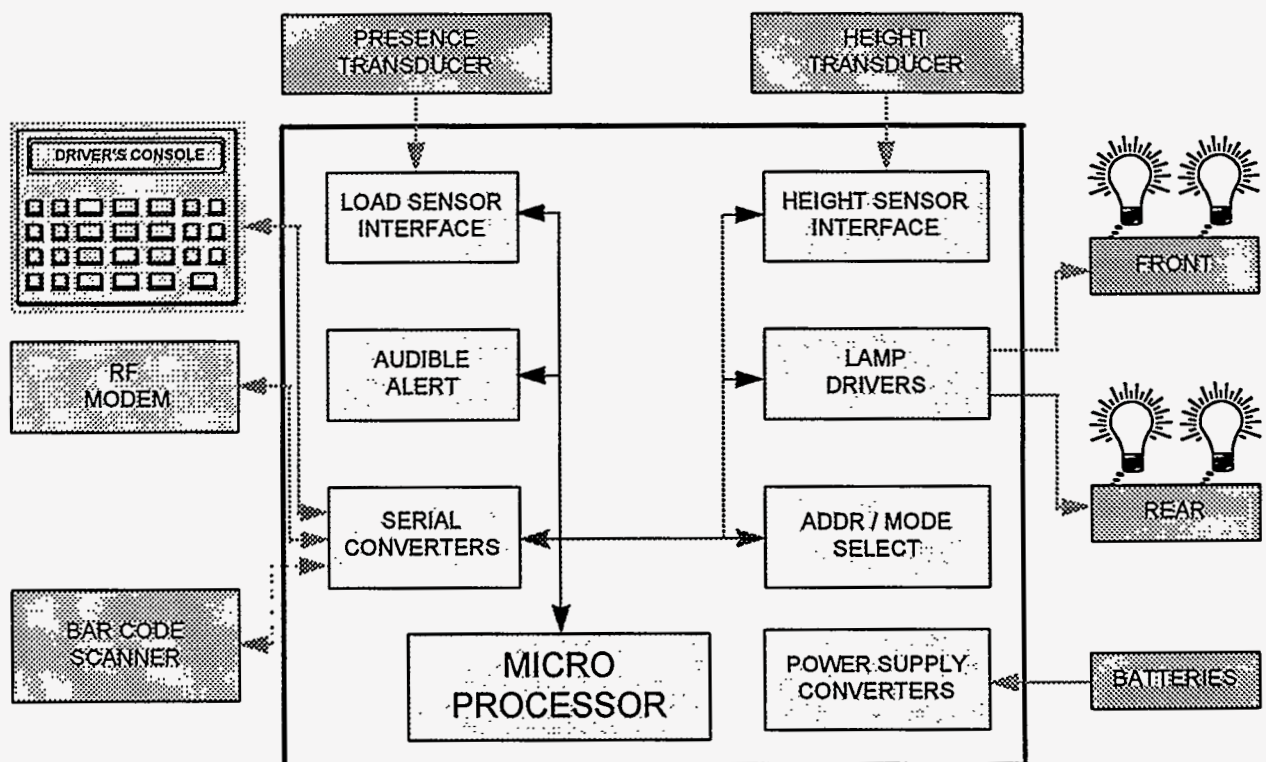 PRESENCE
TRANSDUCER
HEIGHT
TRANSDUCER
DRIVER'S CONSOLE
LOAD SENSOR
INTERFACE
HEIGHT SENSOR
INTERFACE
FRONT
RF
MODEM
AUDIBLE
ALERT
LAMP
DRIVERS
SERIAL
CONVERTERS
ADDR / MODE
SELECT
REAR
BAR CODE
SCANNER
MICRO
PROCESSOR
POWER SUPPLY
CONVERTERS
BATTERIES